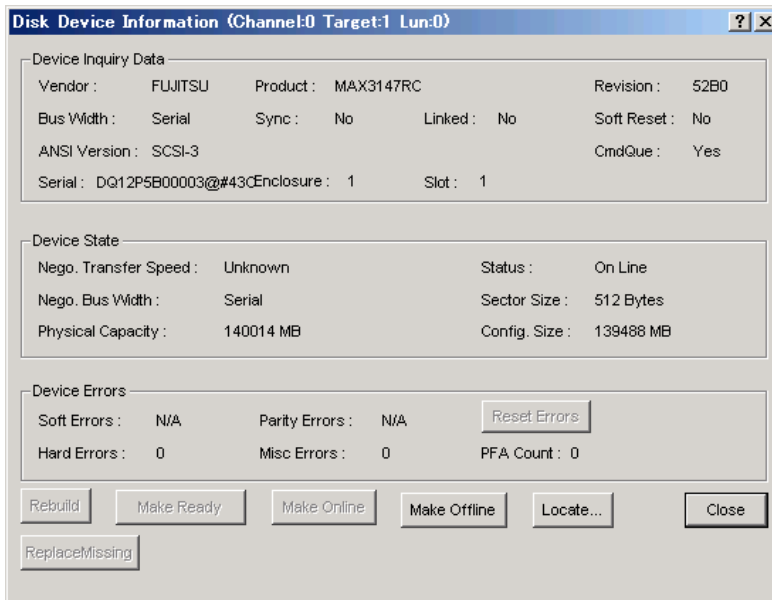 Disk Device Information (Channel:0 Target:1 Lun:0)
Device Inquiry Data
Vendor : FUJITSU Product : MAX3147RC Revision : 52B0
Bus Width : Serial Sync : No Linked : No Soft Reset : No
ANSI Version : SCSI-3 CmdQue : Yes
Serial : DQ12P5B00003@#43C Enclosure : 1 Slot : 1
Device State
Nego. Transfer Speed : Unknown Status : On Line
Nego. Bus Width : Serial Sector Size : 512 Bytes
Physical Capacity : 140014 MB Config. Size : 139488 MB
Device Errors
Soft Errors : N/A Parity Errors : N/A Reset Errors
Hard Errors : 0 Misc Errors : 0 PFA Count : 0
Rebuild Make Ready Make Online Make Offline Locate... Close
ReplaceMissing